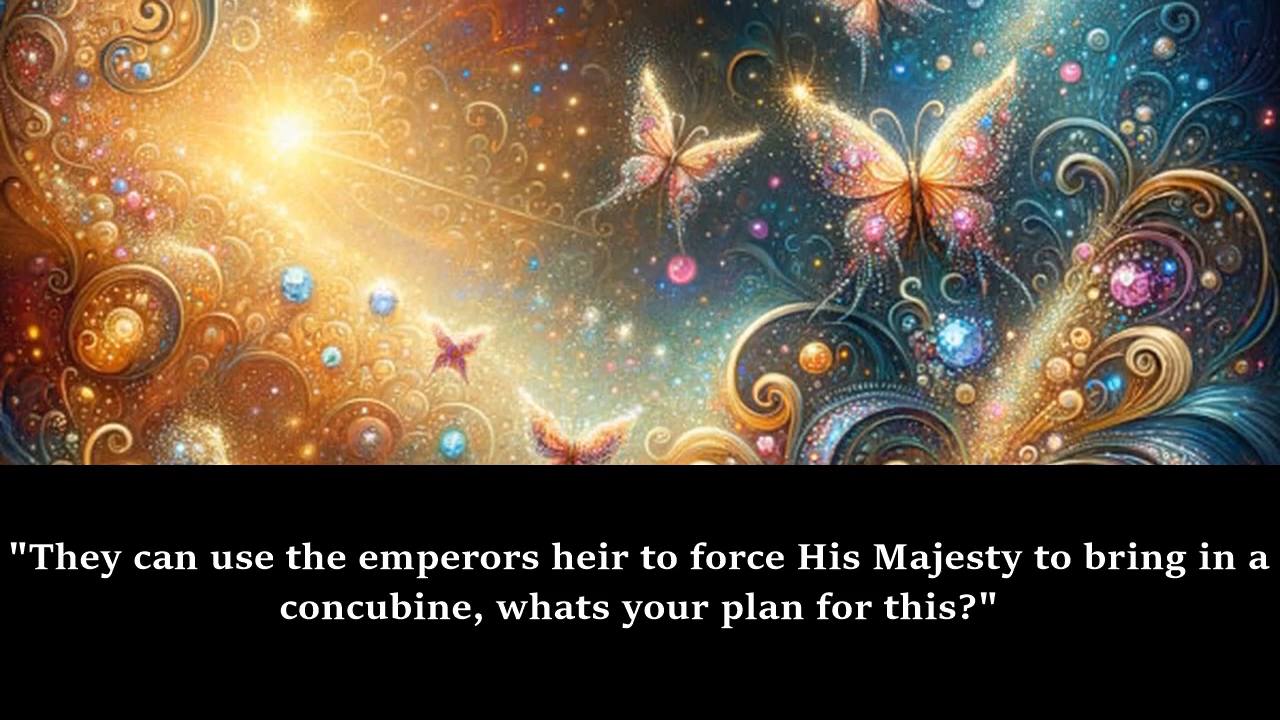 "They can use the emperors heir to force His Majesty to bring in a
concubine, whats your plan for this?"